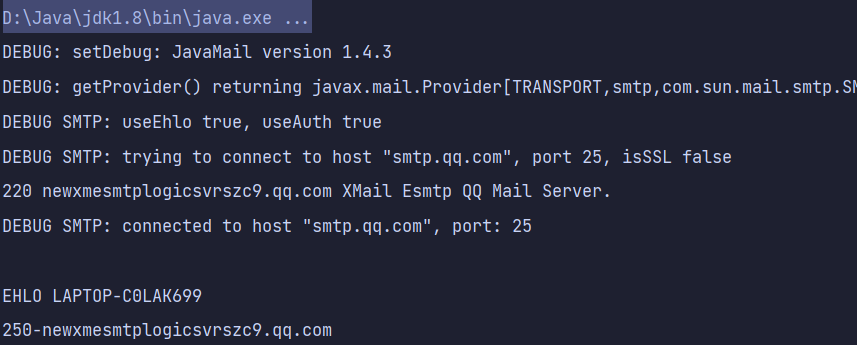 D:\Java\jdk1.8\bin\java.exe ...
DEBUG: setDebug: JavaMail version 1.4.3
DEBUG: getProvider() returning javax.mail.Provider[TRANSPORT,smtp,com.sun.mail.smtp.SM
DEBUG SMTP: useEhlo true, useAuth true
DEBUG SMTP: trying to connect to host "smtp.qq.com", port 25, isSSL false
220 newxmesmtplogicsvrszc9.qq.com XMail Esmtp QQ Mail Server.
DEBUG SMTP: connected to host "smtp.qq.com", port: 25
EHLO LAPTOP-C0LAK699
250-newxmesmtplogicsvrszc9.qq.com